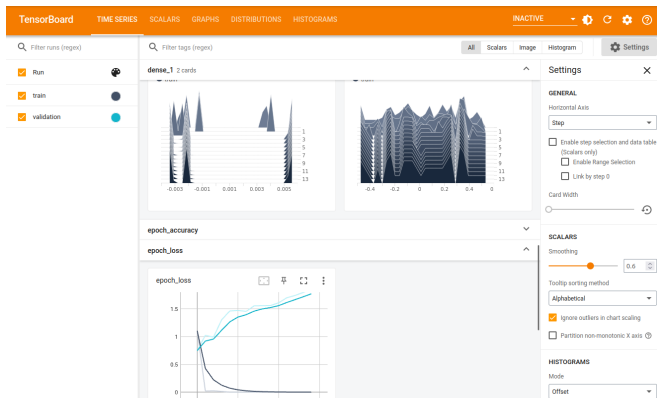 TensorBoard TIME SERIES SCALARS GRAPHS DISTRIBUTIONS HISTOGRAMS INACTIVE
Filter runs (regex)
Run
train
validation
Filter tags (regex)
All Scalars Image Histogram Settings
dense_1 2 cards
1
3
5
7
9
11
13
-0.003 -0.001 0.001 0.003 0.005
1
3
5
7
9
11
13
-0.4 -0.2 0 0.2 0.4 0
epoch_accuracy
epoch_loss
epoch_loss
1.5
1
0.5
0
Settings
GENERAL
Horizontal Axis
Step
Enable step selection and data table
(Scalars only)
Enable Range Selection
Link by step 0
Card Width
SCALARS
Smoothing
0.6
Tooltip sorting method
Alphabetical
Ignore outliers in chart scaling
Partition non-monotonic X axis
HISTOGRAMS
Mode
Offset